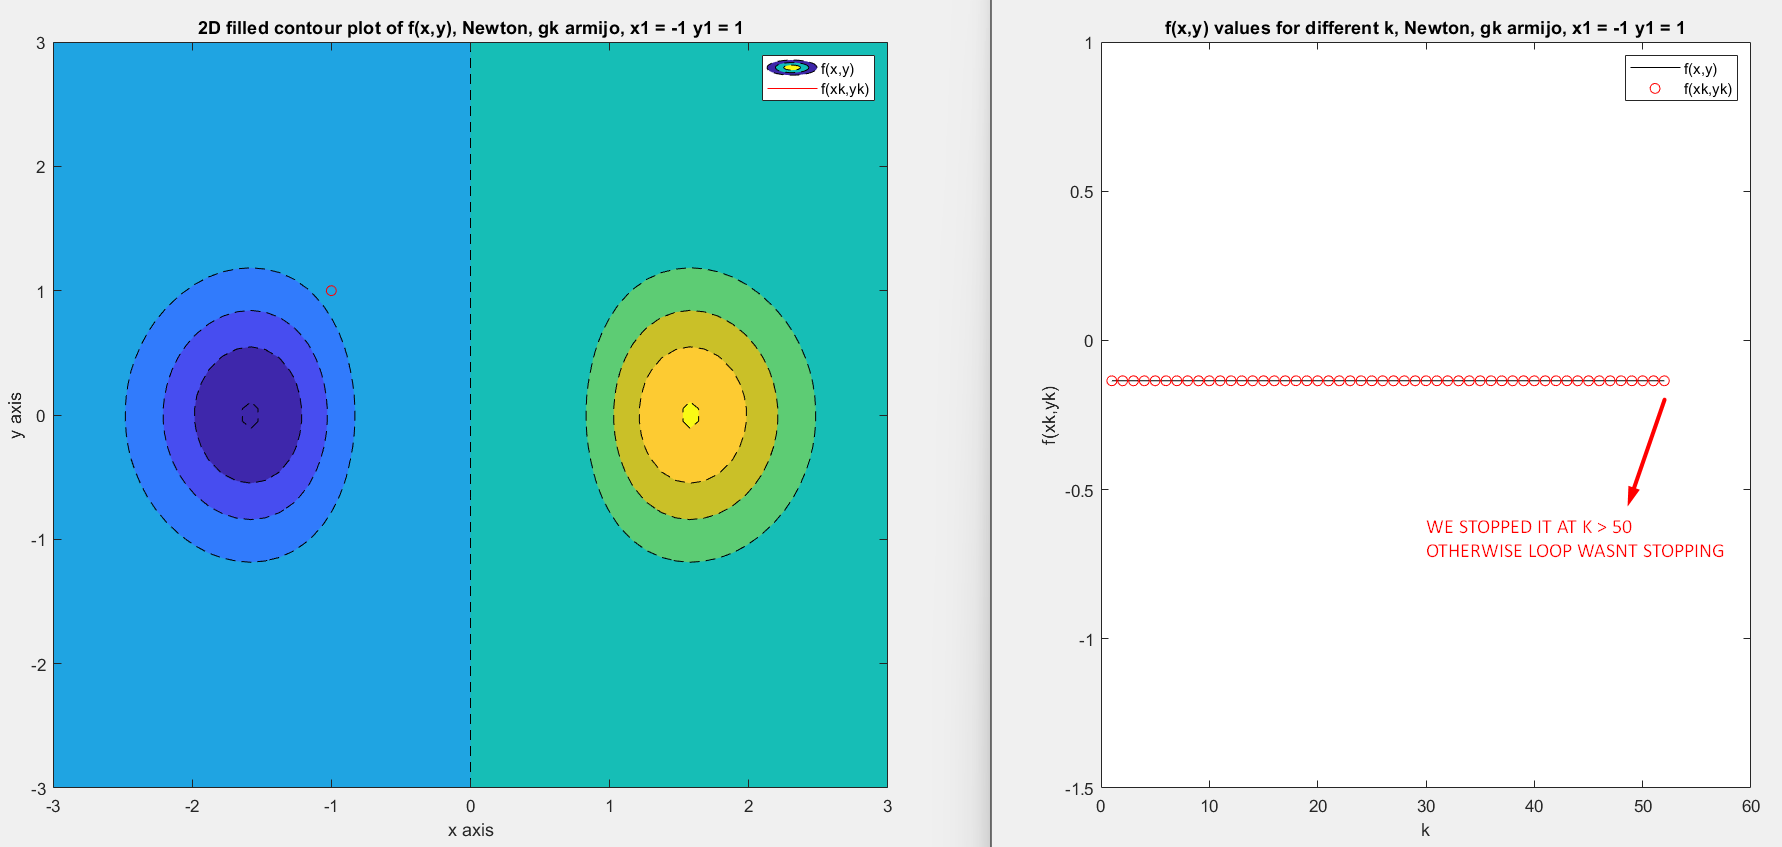 2D filled contour plot of f(x,y), Newton, gk armijo, x1 = -1 y1 = 1
3
2
1
0
-1
-2
-3
y axis
-3
-2
-1
0
1
2
3
x axis
f(x,y)
f(xk,yk)
f(x,y) values for different k, Newton, gk armijo, x1 = -1 y1 = 1
1
0.5
0
-0.5
-1
-1.5
f(xk,yk)
0
10
20
30
40
50
60
k
f(x,y)
f(xk,yk)
WE STOPPED IT AT K > 50
OTHERWISE LOOP WASNT STOPPING